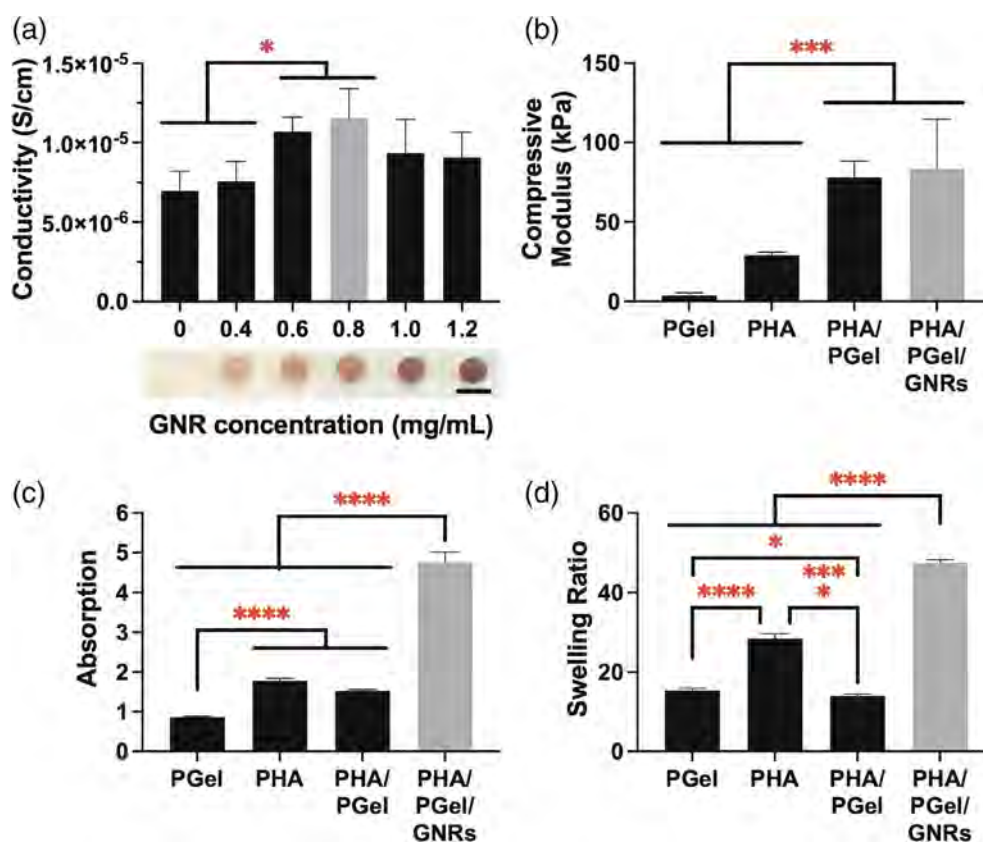 (a)
*
Conductivity (S/cm)
1.5×10⁻⁵
1.0×10⁻⁵
5.0×10⁻⁶
0.0
0 0.4 0.6 0.8 1.0 1.2
GNR concentration (mg/mL)
(b)
***
Compressive
Modulus (kPa)
150
100
50
0
PGel PHA PHA/ PHA/
PGel PGel/
GNRs
(c)
****
****
Absorption
6
5
4
3
2
1
0
PGel PHA PHA/ PHA/
PGel PGel/
GNRs
(d)
****
*
**** ***
*
Swelling Ratio
60
40
20
0
PGel PHA PHA/ PHA/
PGel PGel/
GNRs